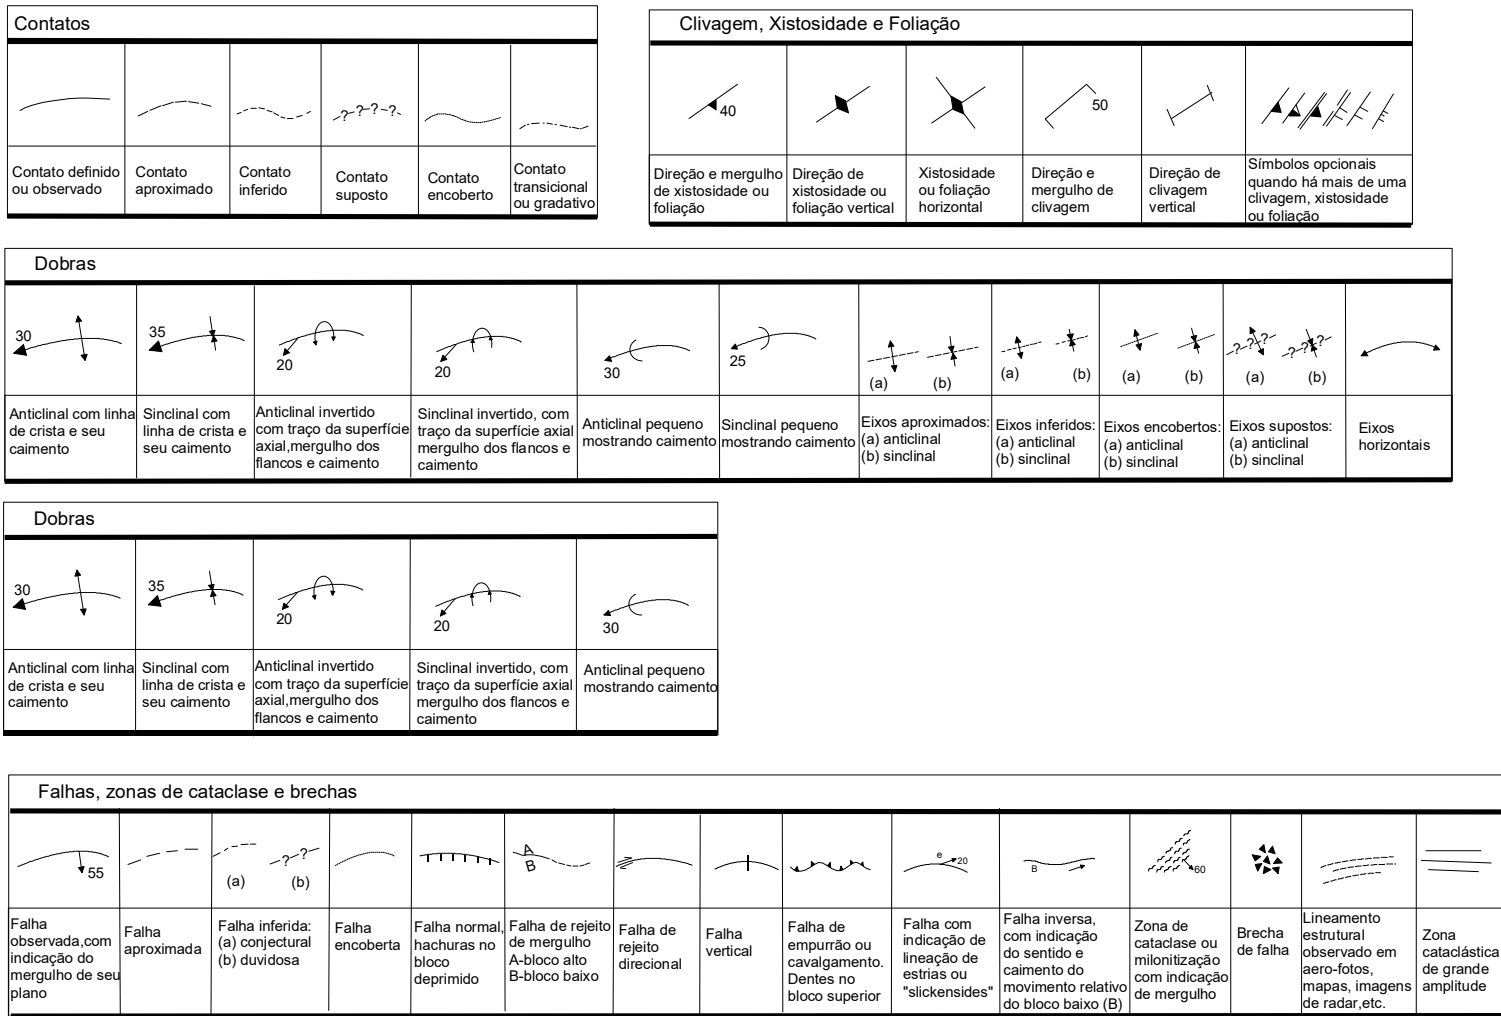 Contatos
? ? ? ?
Contato definido
ou observado
Contato
aproximado
Contato
inferido
Contato
suposto
Contato
encoberto
Contato
transicional
ou gradativo
Clivagem, Xistosidade e Foliação
40
50
Direção e mergulho
de xistosidade ou
foliação
Direção de
xistosidade ou
foliação vertical
Xistosidade
ou foliação
horizontal
Direção e
mergulho de
clivagem
Direção de
clivagem
vertical
Símbolos opcionais
quando há mais de uma
clivagem, xistosidade
ou foliação
Dobras
30
35
20
20
30
25
(a) (b)
(a) (b)
(a) (b)
? ? ? ? ? ?
(a) (b)
Anticlinal com linha
de crista e seu
caimento
Sinclinal com
linha de crista e
seu caimento
Anticlinal invertido
com traço da superfície
axial,mergulho dos
flancos e caimento
Sinclinal invertido, com
traço da superfície axial
mergulho dos flancos e
caimento
Anticlinal pequeno
mostrando caimento
Sinclinal pequeno
mostrando caimento
Eixos aproximados:
(a) anticlinal
(b) sinclinal
Eixos inferidos:
(a) anticlinal
(b) sinclinal
Eixos encobertos:
(a) anticlinal
(b) sinclinal
Eixos supostos:
(a) anticlinal
(b) sinclinal
Eixos
horizontais
Dobras
30
35
20
20
30
Anticlinal com linha
de crista e seu
caimento
Sinclinal com
linha de crista e
seu caimento
Anticlinal invertido
com traço da superfície
axial,mergulho dos
flancos e caimento
Sinclinal invertido, com
traço da superfície axial
mergulho dos flancos e
caimento
Anticlinal pequeno
mostrando caimento
Falhas, zonas de cataclase e brechas
55
? ?
(a) (b)
A
B
e
20
B
60
Falha
observada,com
indicação do
mergulho de seu
plano
Falha
aproximada
Falha inferida:
(a) conjectural
(b) duvidosa
Falha
encoberta
Falha normal,
hachuras no
bloco
deprimido
Falha de rejeito
de mergulho
A-bloco alto
B-bloco baixo
Falha de
rejeito
direcional
Falha
vertical
Falha de
empurrão ou
cavalgamento.
Dentes no
bloco superior
Falha com
indicação de
lineação de
estrias ou
"slickensides"
Falha inversa,
com indicação
do sentido e
caimento do
movimento relativo
do bloco baixo (B)
Zona de
cataclase ou
milonitização
com indicação
de mergulho
Brecha
de falha
Lineamento
estrutural
observado em
aero-fotos,
mapas, imagens
de radar,etc.
Zona
cataclástica
de grande
amplitude